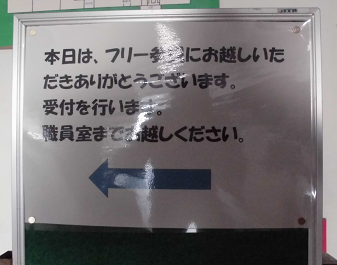 本日は、フリー参観にお越しいた
だきありがとうございます。
受付を行います。
職員室までお越しください。